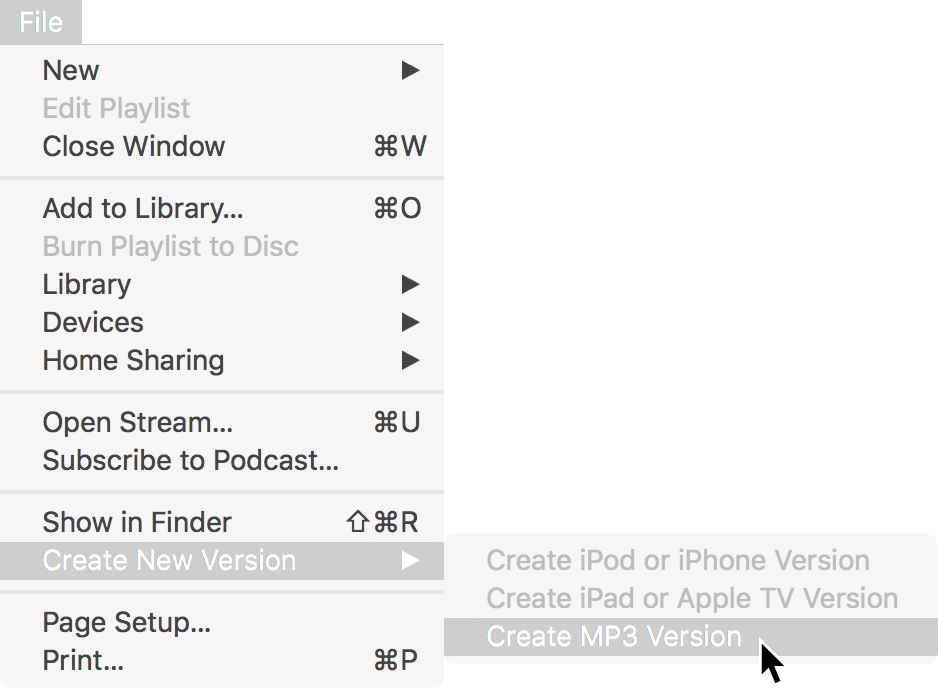 File
New ▶
Edit Playlist
Close Window ⌘W
Add to Library... ⌘O
Burn Playlist to Disc
Library ▶
Devices ▶
Home Sharing ▶
Open Stream... ⌘U
Subscribe to Podcast...
Show in Finder ⇧⌘R
Create New Version ▶
Create iPod or iPhone Version
Create iPad or Apple TV Version
Create MP3 Version
Page Setup...
Print... ⌘P